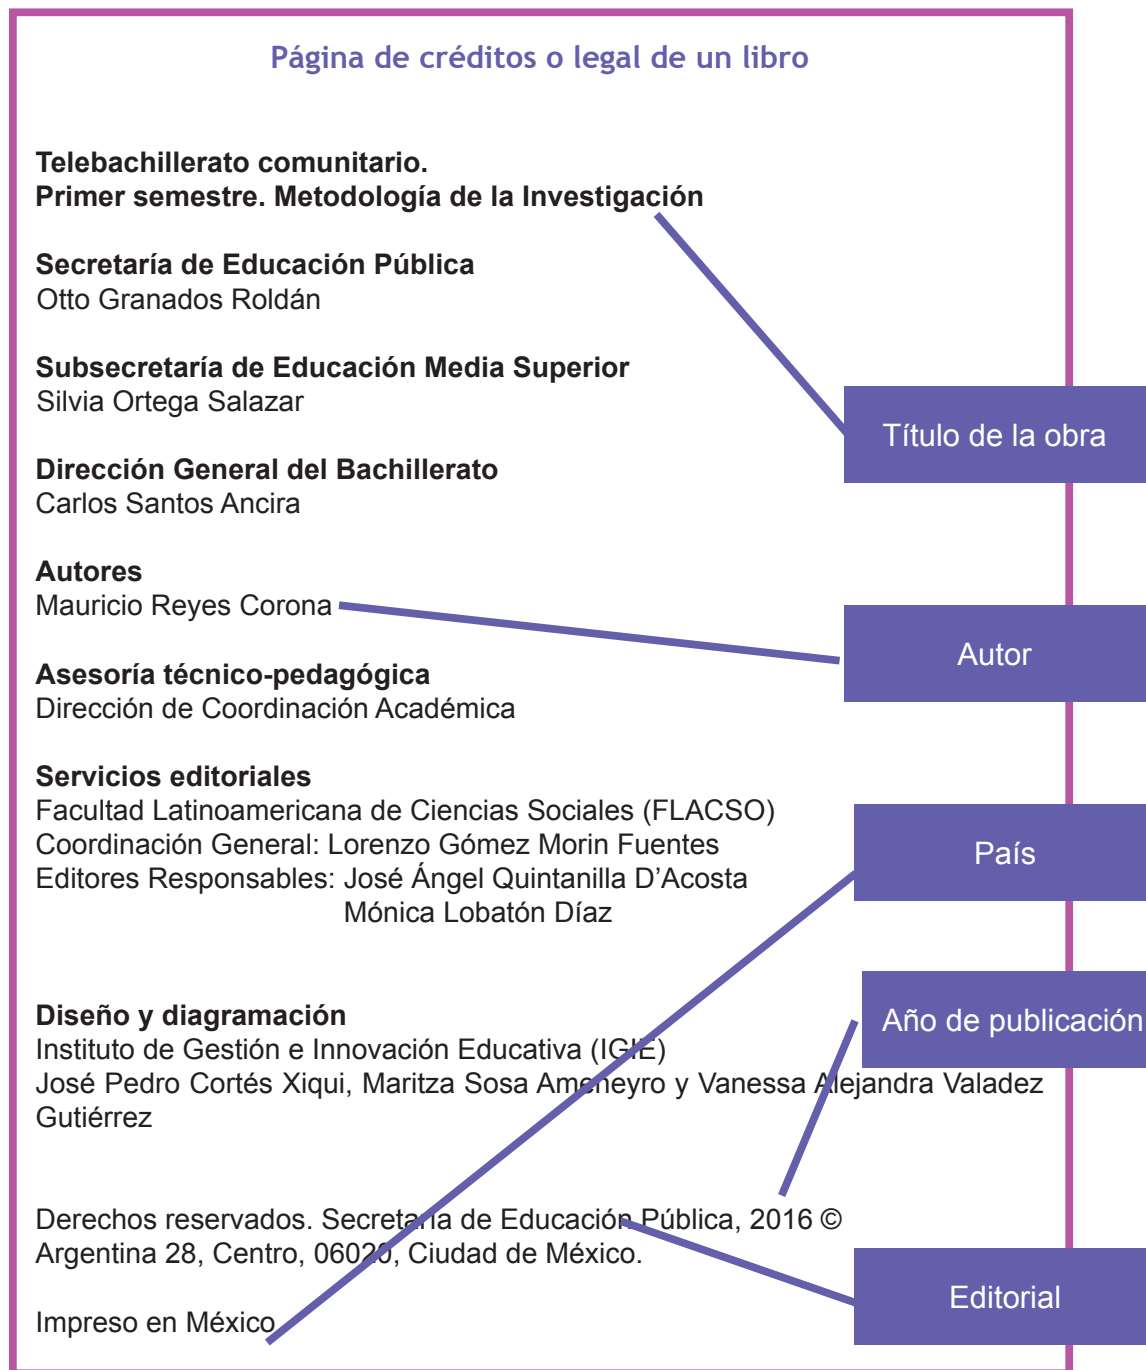 Página de créditos o legal de un libro
Telebachillerato comunitario.
Primer semestre. Metodología de la Investigación
Secretaría de Educación Pública
Otto Granados Roldán
Subsecretaría de Educación Media Superior
Silvia Ortega Salazar
Título de la obra
Dirección General del Bachillerato
Carlos Santos Ancira
Autores
Mauricio Reyes Corona
Autor
Asesoría técnico-pedagógica
Dirección de Coordinación Académica
Servicios editoriales
Facultad Latinoamericana de Ciencias Sociales (FLACSO)
Coordinación General: Lorenzo Gómez Morin Fuentes
País
Editores Responsables: José Ángel Quintanilla D’Acosta
Mónica Lobatón Díaz
Año de publicación
Diseño y diagramación
Instituto de Gestión e Innovación Educativa (IGIE)
José Pedro Cortés Xiqui, Maritza Sosa Ameneyro y Vanessa Alejandra Valadez
Gutiérrez
Derechos reservados. Secretaría de Educación Pública, 2016 ©
Argentina 28, Centro, 06020, Ciudad de México.
Editorial
Impreso en México